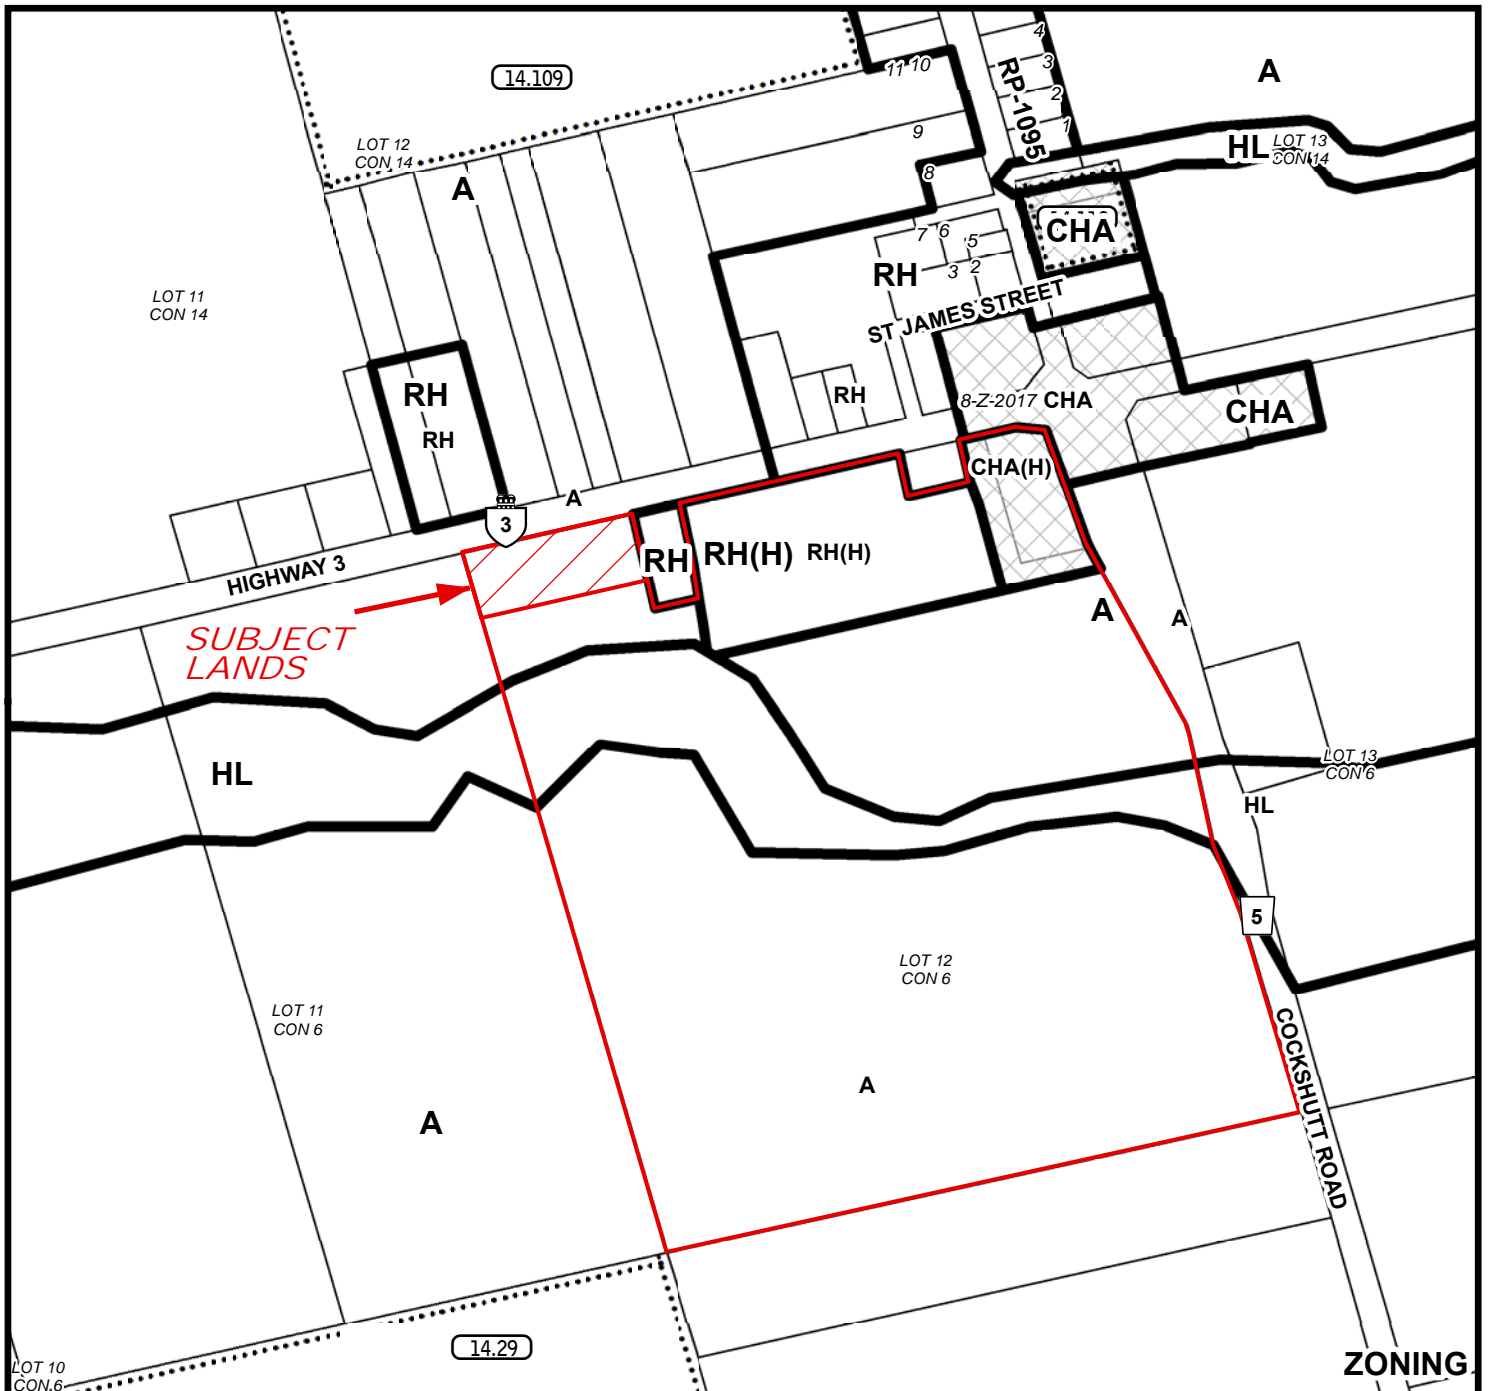 4
3
2
1
11 10
9
8
RP-1095
A
HL
LOT 13
CON 14
14.109
LOT 12
CON 14
A
CHA
7 6
5
3 2
RH
ST JAMES STREET
LOT 11
CON 14
RH
RH
RH
8-Z-2017 CHA
CHA
CHA(H)
A
3
HIGHWAY 3
RH
RH(H) RH(H)
A
A
SUBJECT
LANDS
HL
LOT 13
CON 6
HL
5
LOT 12
CON 6
LOT 11
CON 6
COCKSHUTT ROAD
A
A
14.29
LOT 10
CON 6
ZONING